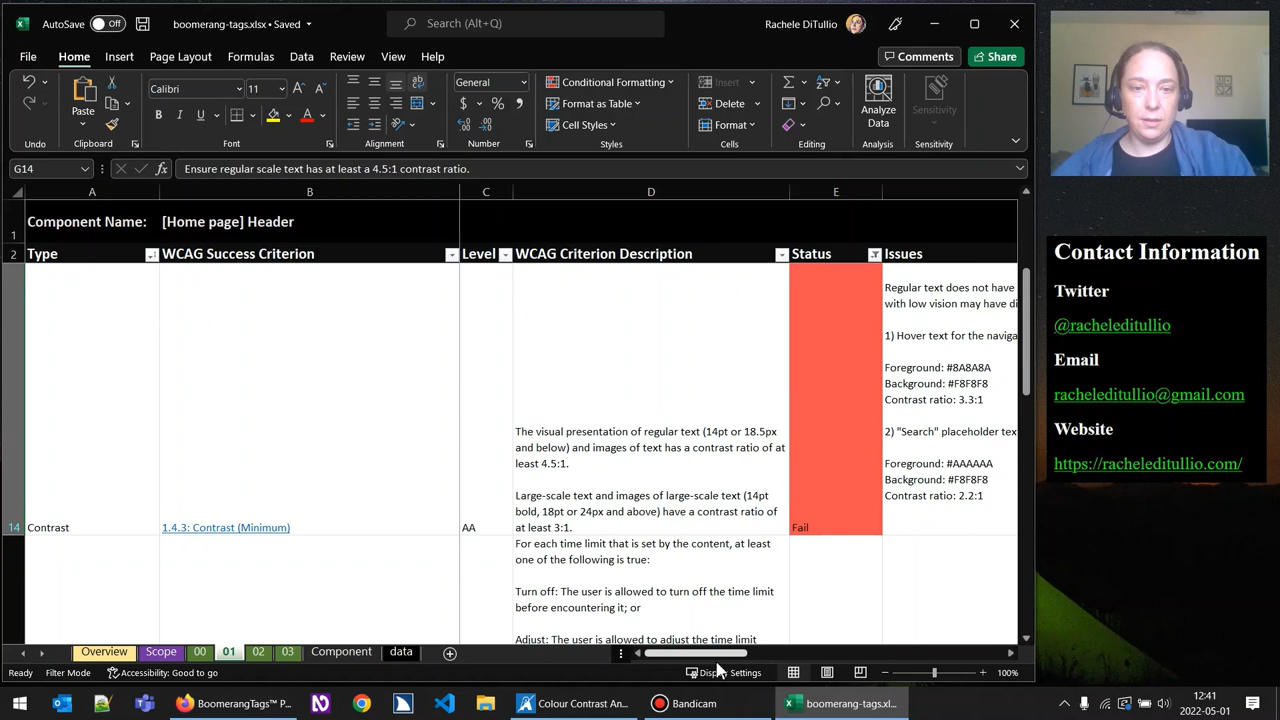 AutoSave Off boomerang-tags.xlsx • Saved Search (Alt+Q) Rachele DiTullio
File Home Insert Page Layout Formulas Data Review View Help Comments Share
Calibri 11 General Conditional Formatting Insert
Paste Format as Table Delete Analyze Data Sensitivity
B I U A $ % Cell Styles Format
Undo Clipboard Font Alignment Number Styles Cells Editing Analysis Sensitivity
G14 fx Ensure regular scale text has at least a 4.5:1 contrast ratio.
A B C D E
1 Component Name: [Home page] Header
2 Type WCAG Success Criterion Level WCAG Criterion Description Status Issues
Regular text does not have
with low vision may have di
1) Hover text for the naviga
Foreground: #8A8A8A
Background: #F8F8F8
Contrast ratio: 3.3:1
2) "Search" placeholder tex
Foreground: #AAAAAA
Background: #F8F8F8
Contrast ratio: 2.2:1
The visual presentation of regular text (14pt or 18.5px
and below) and images of text has a contrast ratio of at
least 4.5:1.
Large-scale text and images of large-scale text (14pt
bold, 18pt or 24px and above) have a contrast ratio of
at least 3:1.
14 Contrast 1.4.3: Contrast (Minimum) AA Fail
For each time limit that is set by the content, at least
one of the following is true:
Turn off: The user is allowed to turn off the time limit
before encountering it; or
Adjust: The user is allowed to adjust the time limit
Overview Scope 00 01 02 03 Component data
Ready Filter Mode Accessibility: Good to go Display Settings 100%
BoomerangTags™ P... Colour Contrast An... Bandicam boomerang-tags.xl... 12:41
2022-05-01
Contact Information
Twitter
@racheleditullio
Email
racheleditullio@gmail.com
Website
https://racheleditullio.com/